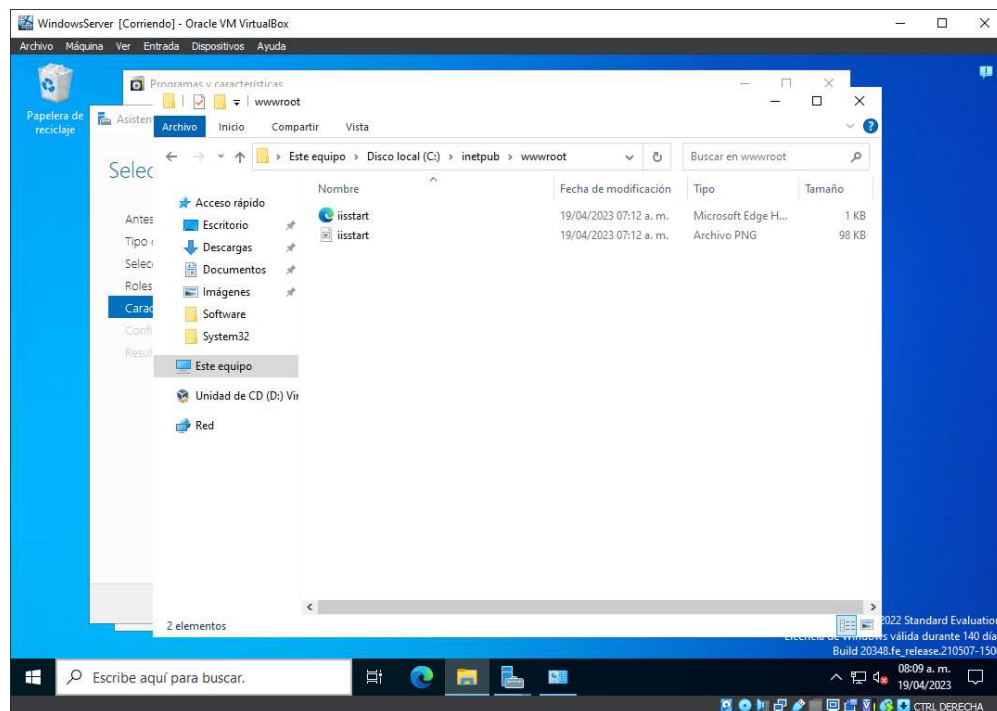 WindowsServer [Corriendo] - Oracle VM VirtualBox
Archivo Máquina Ver Entrada Dispositivos Ayuda
Papelera de
reciclaje
Programas y características
wwwroot
Asisten
Archivo Inicio Compartir Vista
Este equipo > Disco local (C:) > inetpub > wwwroot
Buscar en wwwroot
Selec
Antes
Tipo
Selec
Roles
Carac
Confi
Resul
Acceso rápido
Escritorio
Descargas
Documentos
Imágenes
Software
System32
Este equipo
Unidad de CD (D:) Vir
Red
Nombre Fecha de modificación Tipo Tamaño
iisstart 19/04/2023 07:12 a. m. Microsoft Edge H... 1 KB
iisstart 19/04/2023 07:12 a. m. Archivo PNG 98 KB
2 elementos
2022 Standard Evaluation
Licencia de Windows válida durante 140 día
Build 20348.fe_release.210507-150
Escribe aquí para buscar.
08:09 a. m.
19/04/2023
CTRL DERECHA